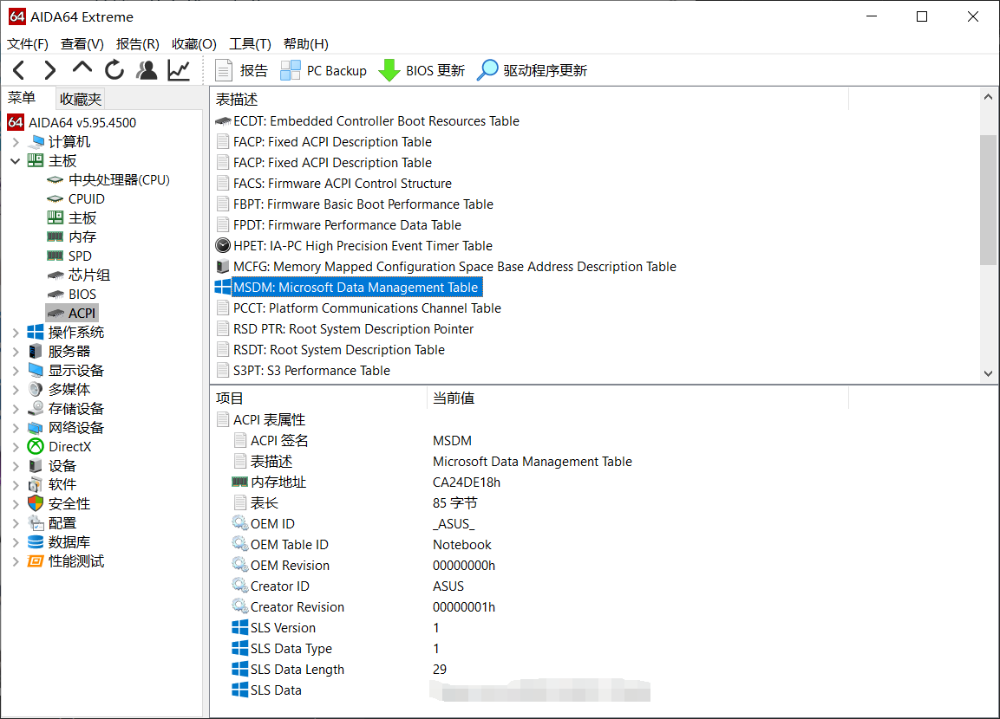 64 AIDA64 Extreme
文件(F) 查看(V) 报告(R) 收藏(O) 工具(T) 帮助(H)
报告 PC Backup BIOS 更新 驱动程序更新
菜单 收藏夹
64 AIDA64 v5.95.4500
计算机
主板
中央处理器(CPU)
CPUID
主板
内存
SPD
芯片组
BIOS
ACPI
操作系统
服务器
显示设备
多媒体
存储设备
网络设备
DirectX
设备
软件
安全性
配置
数据库
性能测试
表描述
ECDT: Embedded Controller Boot Resources Table
FACP: Fixed ACPI Description Table
FACP: Fixed ACPI Description Table
FACS: Firmware ACPI Control Structure
FBPT: Firmware Basic Boot Performance Table
FPDT: Firmware Performance Data Table
HPET: IA-PC High Precision Event Timer Table
MCFG: Memory Mapped Configuration Space Base Address Description Table
MSDM: Microsoft Data Management Table
PCCT: Platform Communications Channel Table
RSD PTR: Root System Description Pointer
RSDT: Root System Description Table
S3PT: S3 Performance Table
项目 当前值
ACPI 表属性
ACPI 签名 MSDM
表描述 Microsoft Data Management Table
内存地址 CA24DE18h
表长 85 字节
OEM ID _ASUS_
OEM Table ID Notebook
OEM Revision 00000000h
Creator ID ASUS
Creator Revision 00000001h
SLS Version 1
SLS Data Type 1
SLS Data Length 29
SLS Data